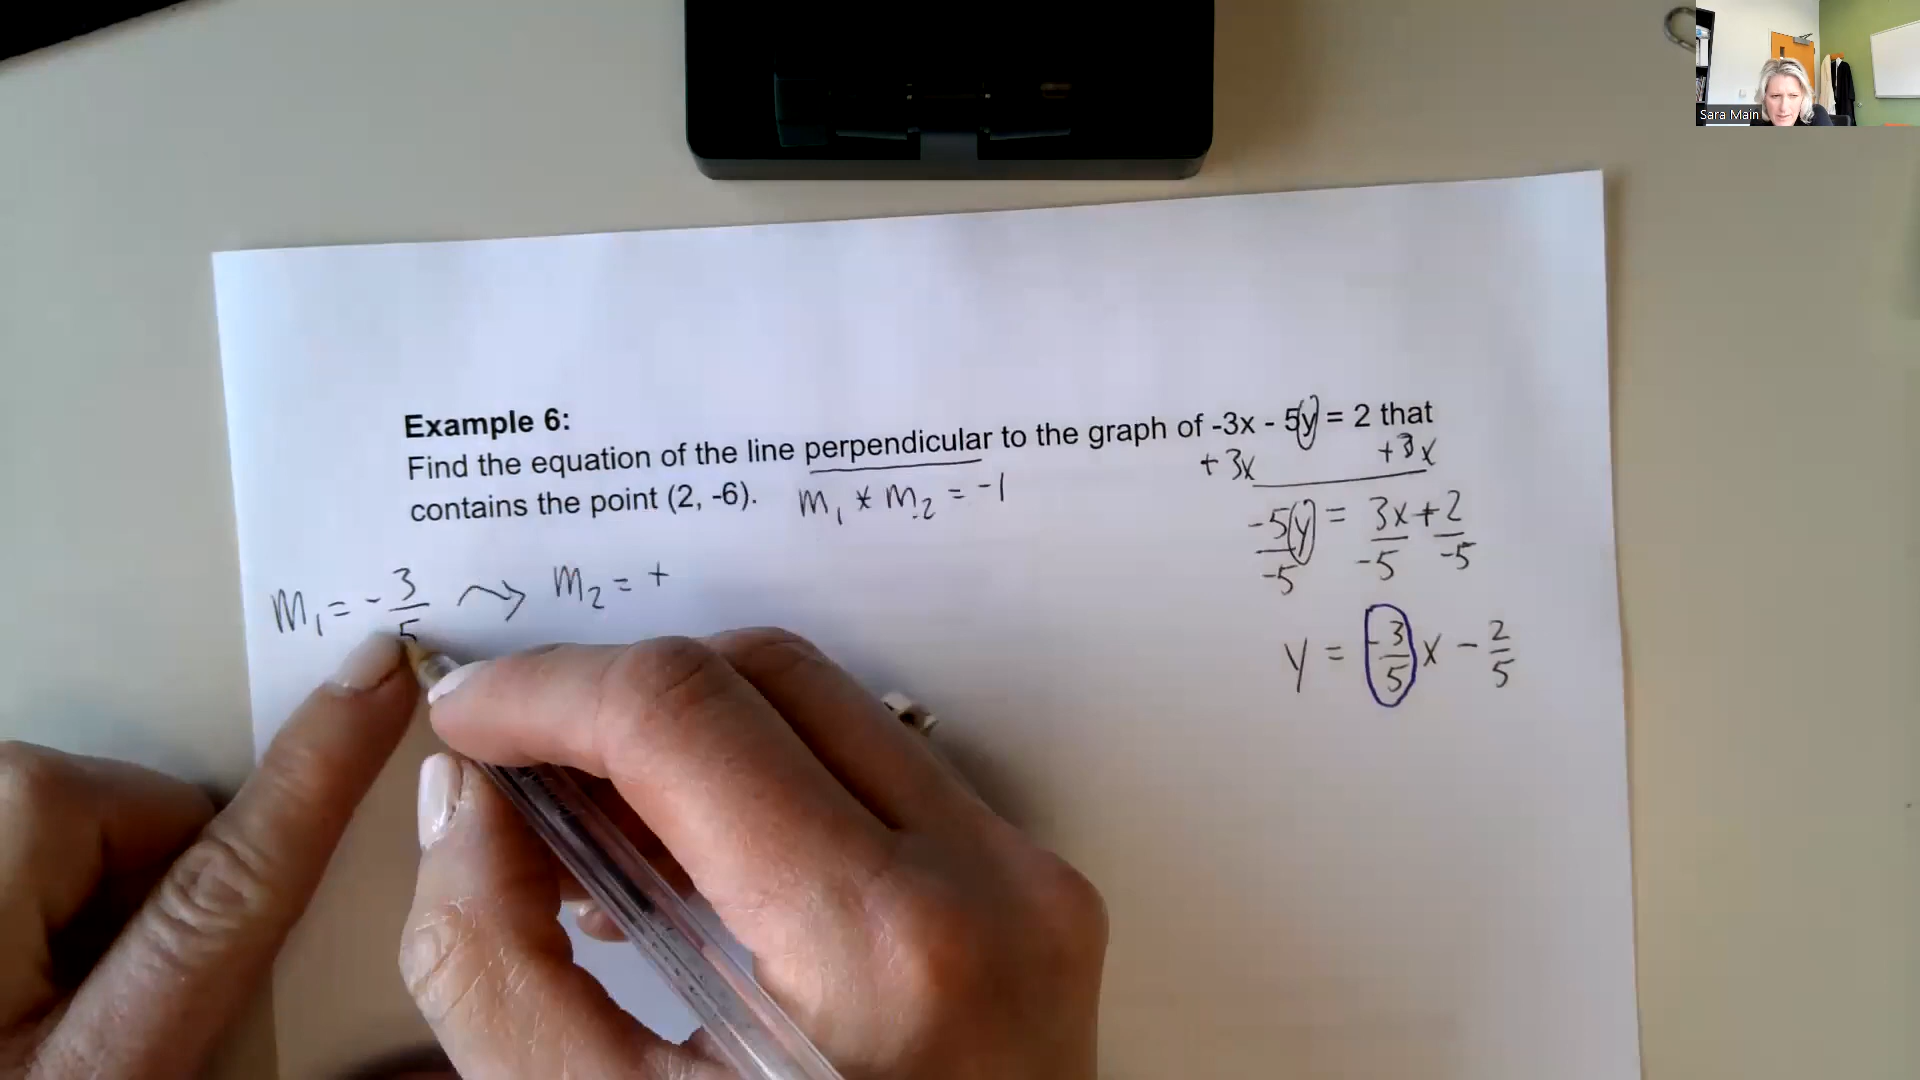 Sara Main
Example 6:
Find the equation of the line perpendicular to the graph of -3x - 5y = 2 that
+3x +3x
contains the point (2, -6). m₁ * m₂ = -1
-5y = 3x + 2
-5 -5 -5
m₁ = - 3/5 m₂ = +
y = -3/5 x - 2/5